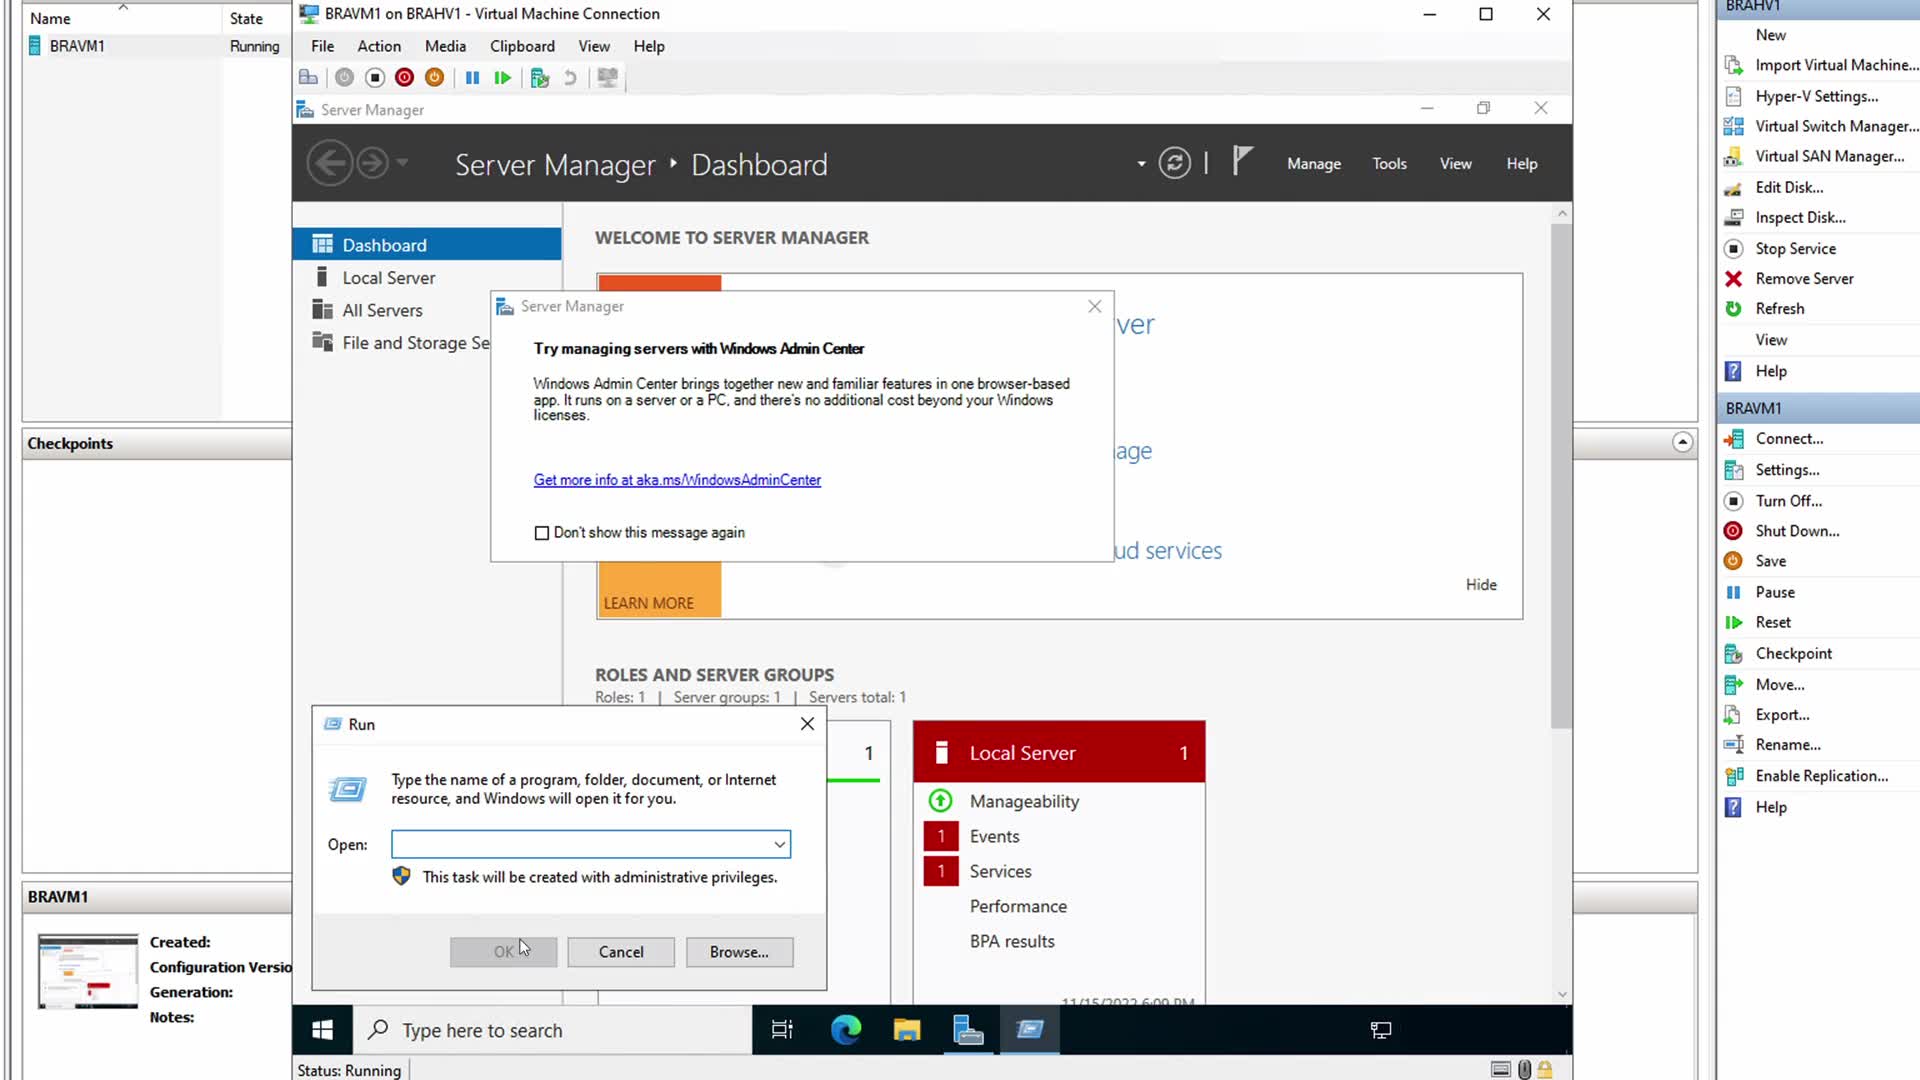 Name
State
BRAVM1
Running
Checkpoints
BRAVM1
Created:
Configuration Versio
Generation:
Notes:
BRAVM1 on BRAHV1 - Virtual Machine Connection
File Action Media Clipboard View Help
Server Manager
Server Manager ‣ Dashboard
Manage Tools View Help
Dashboard
Local Server
All Servers
File and Storage Se
WELCOME TO SERVER MANAGER
ver
age
ud services
Hide
LEARN MORE
Server Manager
Try managing servers with Windows Admin Center
Windows Admin Center brings together new and familiar features in one browser-based
app. It runs on a server or a PC, and there's no additional cost beyond your Windows
licenses.
Get more info at aka.ms/WindowsAdminCenter
Don't show this message again
ROLES AND SERVER GROUPS
Roles: 1 | Server groups: 1 | Servers total: 1
1
Local Server 1
Manageability
1 Events
1 Services
Performance
BPA results
11/15/2022 6:09 PM
Run
Type the name of a program, folder, document, or Internet
resource, and Windows will open it for you.
Open:
This task will be created with administrative privileges.
OK
Cancel
Browse...
Type here to search
Status: Running
BRAHV1
New
Import Virtual Machine...
Hyper-V Settings...
Virtual Switch Manager...
Virtual SAN Manager...
Edit Disk...
Inspect Disk...
Stop Service
Remove Server
Refresh
View
Help
BRAVM1
Connect...
Settings...
Turn Off...
Shut Down...
Save
Pause
Reset
Checkpoint
Move...
Export...
Rename...
Enable Replication...
Help